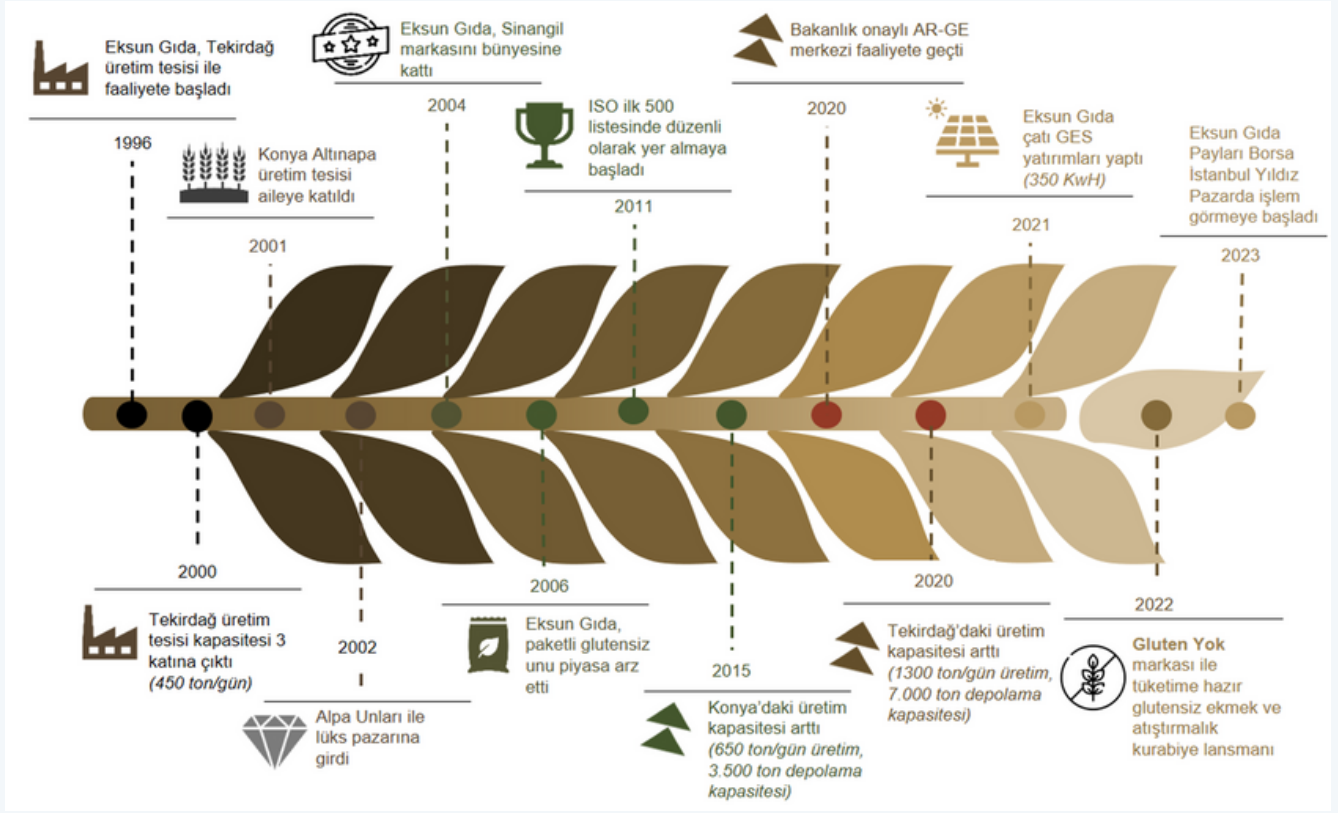 Eksun Gıda, Tekirdağ
üretim tesisi ile
faaliyete başladı
1996
Konya Altınapa
üretim tesisi
aileye katıldı
2001
Eksun Gıda, Sinangil
markasını bünyesine
kattı
2004
ISO ilk 500
listesinde düzenli
olarak yer almaya
başladı
2011
Bakanlık onaylı AR-GE
merkezi faaliyete geçti
2020
Eksun Gıda
çatı GES
yatırımları yaptı
(350 KwH)
2021
Eksun Gıda
Payları Borsa
İstanbul Yıldız
Pazarda işlem
görmeye başladı
2023
2000
Tekirdağ üretim
tesisi kapasitesi 3
katına çıktı
(450 ton/gün)
2002
Alpa Unları ile
lüks pazarına
girdi
2006
Eksun Gıda,
paketli glutensiz
unu piyasa arz
etti
2015
Konya'daki üretim
kapasitesi arttı
(650 ton/gün üretim,
3.500 ton depolama
kapasitesi)
2020
Tekirdağ'daki üretim
kapasitesi arttı
(1300 ton/gün üretim,
7.000 ton depolama
kapasitesi)
2022
Gluten Yok
markası ile
tüketime hazır
glutensiz ekmek ve
atıştırmalık
kurabiye lansmanı